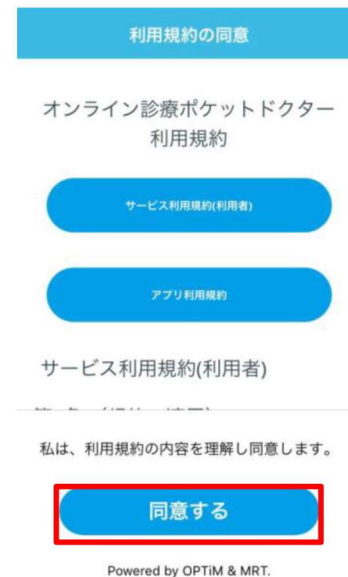 利用規約の同意
オンライン診療ポケットドクター
利用規約
サービス利用規約(利用者)
アプリ利用規約
サービス利用規約(利用者)
私は、利用規約の内容を理解し同意します。
同意する
Powered by OPTiM & MRT.